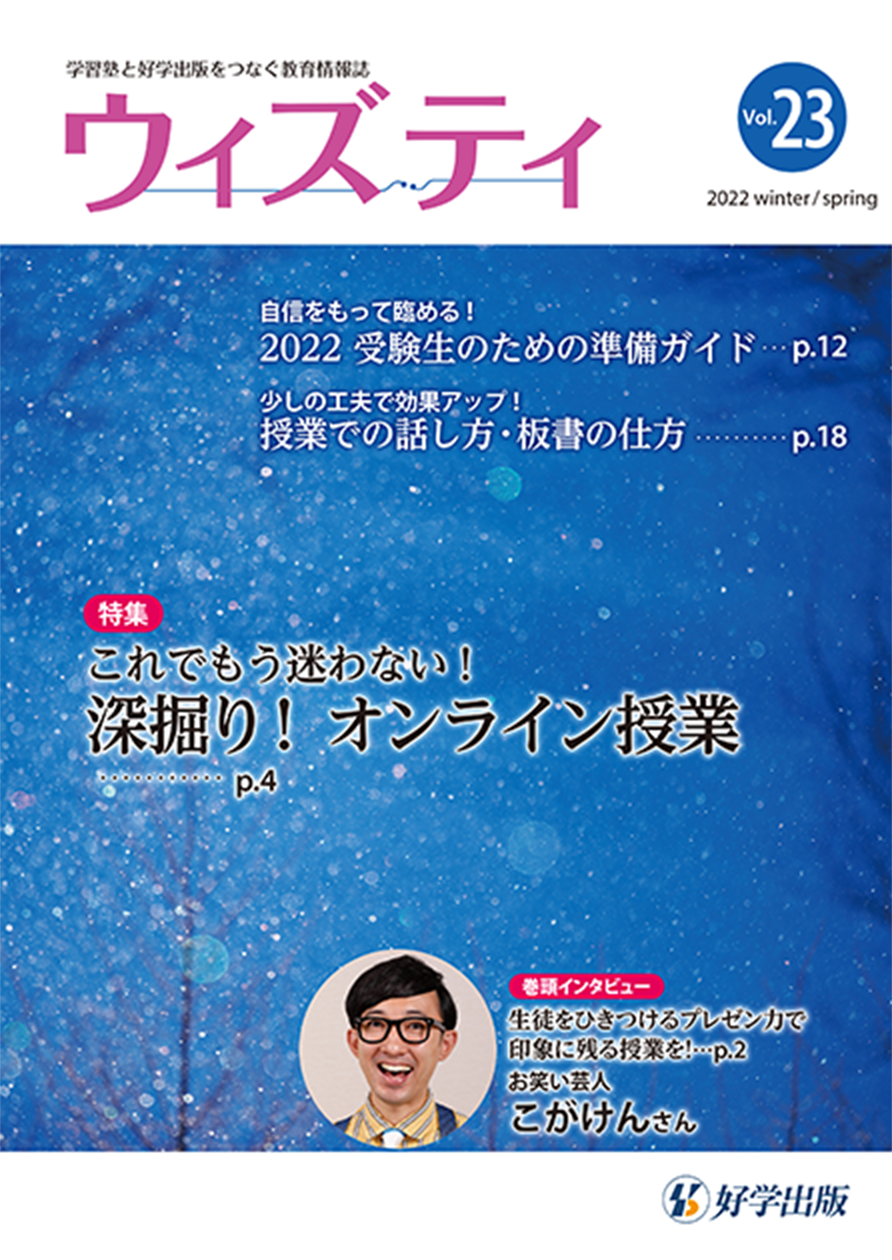 学習塾と好学出版をつなぐ教育情報誌
ウィズティ
Vol.23
2022 winter/spring
自信をもって臨める!
2022 受験生のための準備ガイド…p.12
少しの工夫で効果アップ!
授業での話し方・板書の仕方 ………… p.18
特集
これでもう迷わない!
深掘り! オンライン授業
………… p.4
巻頭インタビュー
生徒をひきつけるプレゼン力で
印象に残る授業を!…p.2
お笑い芸人
こがけんさん
好学出版